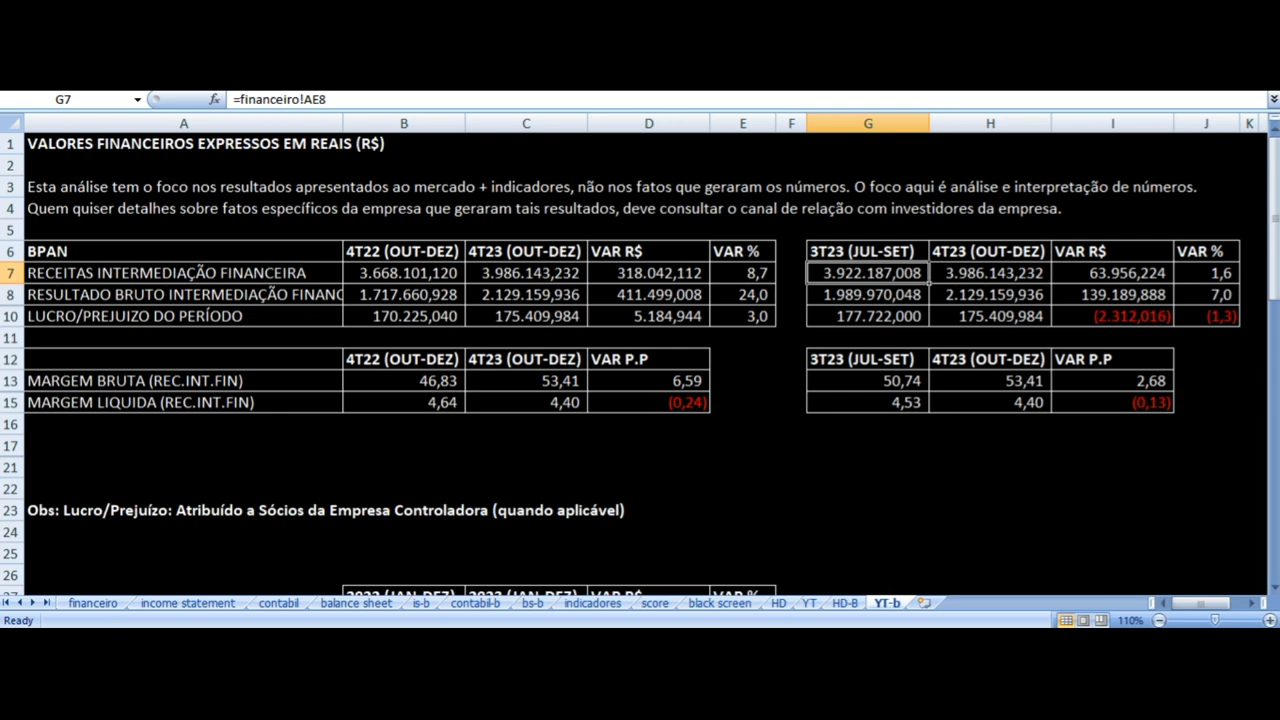 G7 fx =financeiro!AE8
A B C D E F G H I J K
1 VALORES FINANCEIROS EXPRESSOS EM REAIS (R$)
2
3 Esta análise tem o foco nos resultados apresentados ao mercado + indicadores, não nos fatos que geraram os números. O foco aqui é análise e interpretação de números.
4 Quem quiser detalhes sobre fatos específicos da empresa que geraram tais resultados, deve consultar o canal de relação com investidores da empresa.
5
6 BPAN 4T22 (OUT-DEZ) 4T23 (OUT-DEZ) VAR R$ VAR % 3T23 (JUL-SET) 4T23 (OUT-DEZ) VAR R$ VAR %
7 RECEITAS INTERMEDIAÇÃO FINANCEIRA 3.668.101,120 3.986.143,232 318.042,112 8,7 3.922.187,008 3.986.143,232 63.956,224 1,6
8 RESULTADO BRUTO INTERMEDIAÇÃO FINANC 1.717.660,928 2.129.159,936 411.499,008 24,0 1.989.970,048 2.129.159,936 139.189,888 7,0
10 LUCRO/PREJUIZO DO PERÍODO 170.225,040 175.409,984 5.184,944 3,0 177.722,000 175.409,984 (2.312,016) (1,3)
11
12 4T22 (OUT-DEZ) 4T23 (OUT-DEZ) VAR P.P 3T23 (JUL-SET) 4T23 (OUT-DEZ) VAR P.P
13 MARGEM BRUTA (REC.INT.FIN) 46,83 53,41 6,59 50,74 53,41 2,68
15 MARGEM LIQUIDA (REC.INT.FIN) 4,64 4,40 (0,24) 4,53 4,40 (0,13)
16
17
21
22
23 Obs: Lucro/Prejuízo: Atribuído a Sócios da Empresa Controladora (quando aplicável)
24
25
26
financeiro income statement contabil balance sheet is-b contabil-b bs-b indicadores score black screen HD YT HD-B YT-b
Ready 110%